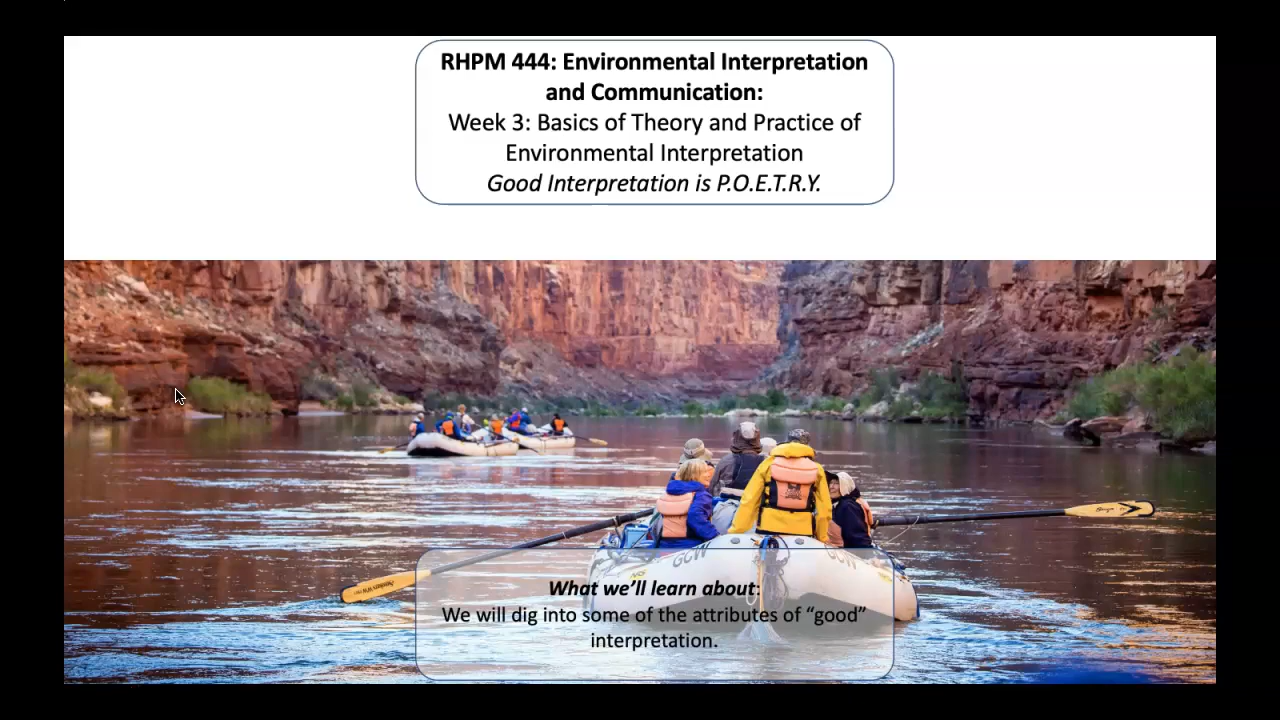 RHPM 444: Environmental Interpretation
and Communication:
Week 3: Basics of Theory and Practice of
Environmental Interpretation
Good Interpretation is P.O.E.T.R.Y.
GCW
What we’ll learn about:
We will dig into some of the attributes of “good”
interpretation.